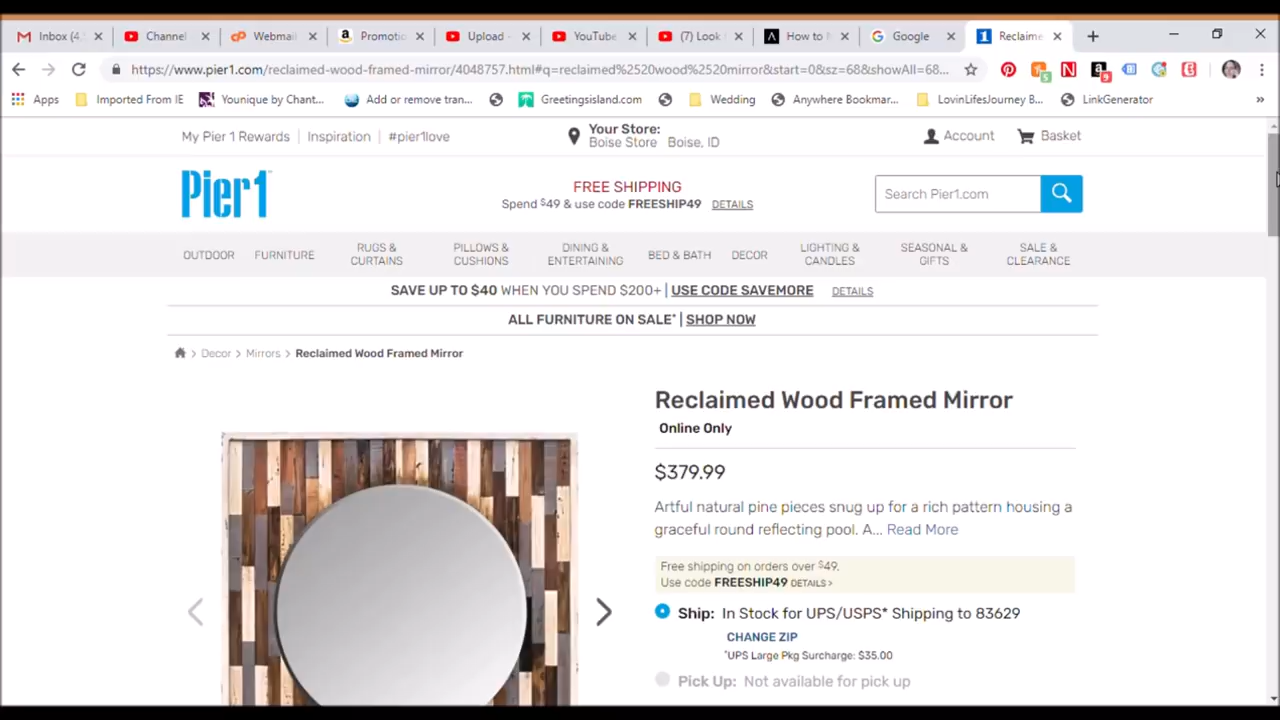 Inbox (4
Channel
Webmail
Promotio
Upload -
YouTube
(7) Look
How to
Google
Reclaime
https://www.pier1.com/reclaimed-wood-framed-mirror/4048757.html#q=reclaimed%2520wood%2520mirror&start=0&sz=68&showAll=68...
Apps
Imported From IE
Younique by Chant...
Add or remove tran...
Greetingsisland.com
Wedding
Anywhere Bookmar...
LovinLifesJourney B...
LinkGenerator
»
My Pier 1 Rewards
Inspiration
#pier1love
Your Store:
Boise Store Boise, ID
Account
Basket
Pier1
FREE SHIPPING
Spend $49 & use code FREESHIP49 DETAILS
Search Pier1.com
OUTDOOR
FURNITURE
RUGS &
CURTAINS
PILLOWS &
CUSHIONS
DINING &
ENTERTAINING
BED & BATH
DECOR
LIGHTING &
CANDLES
SEASONAL &
GIFTS
SALE &
CLEARANCE
SAVE UP TO $40 WHEN YOU SPEND $200+ | USE CODE SAVEMORE DETAILS
ALL FURNITURE ON SALE* | SHOP NOW
> Decor > Mirrors > Reclaimed Wood Framed Mirror
Reclaimed Wood Framed Mirror
Online Only
$379.99
Artful natural pine pieces snug up for a rich pattern housing a
graceful round reflecting pool. A... Read More
Free shipping on orders over $49.
Use code FREESHIP49 DETAILS >
Ship: In Stock for UPS/USPS* Shipping to 83629
CHANGE ZIP
*UPS Large Pkg Surcharge: $35.00
Pick Up: Not available for pick up